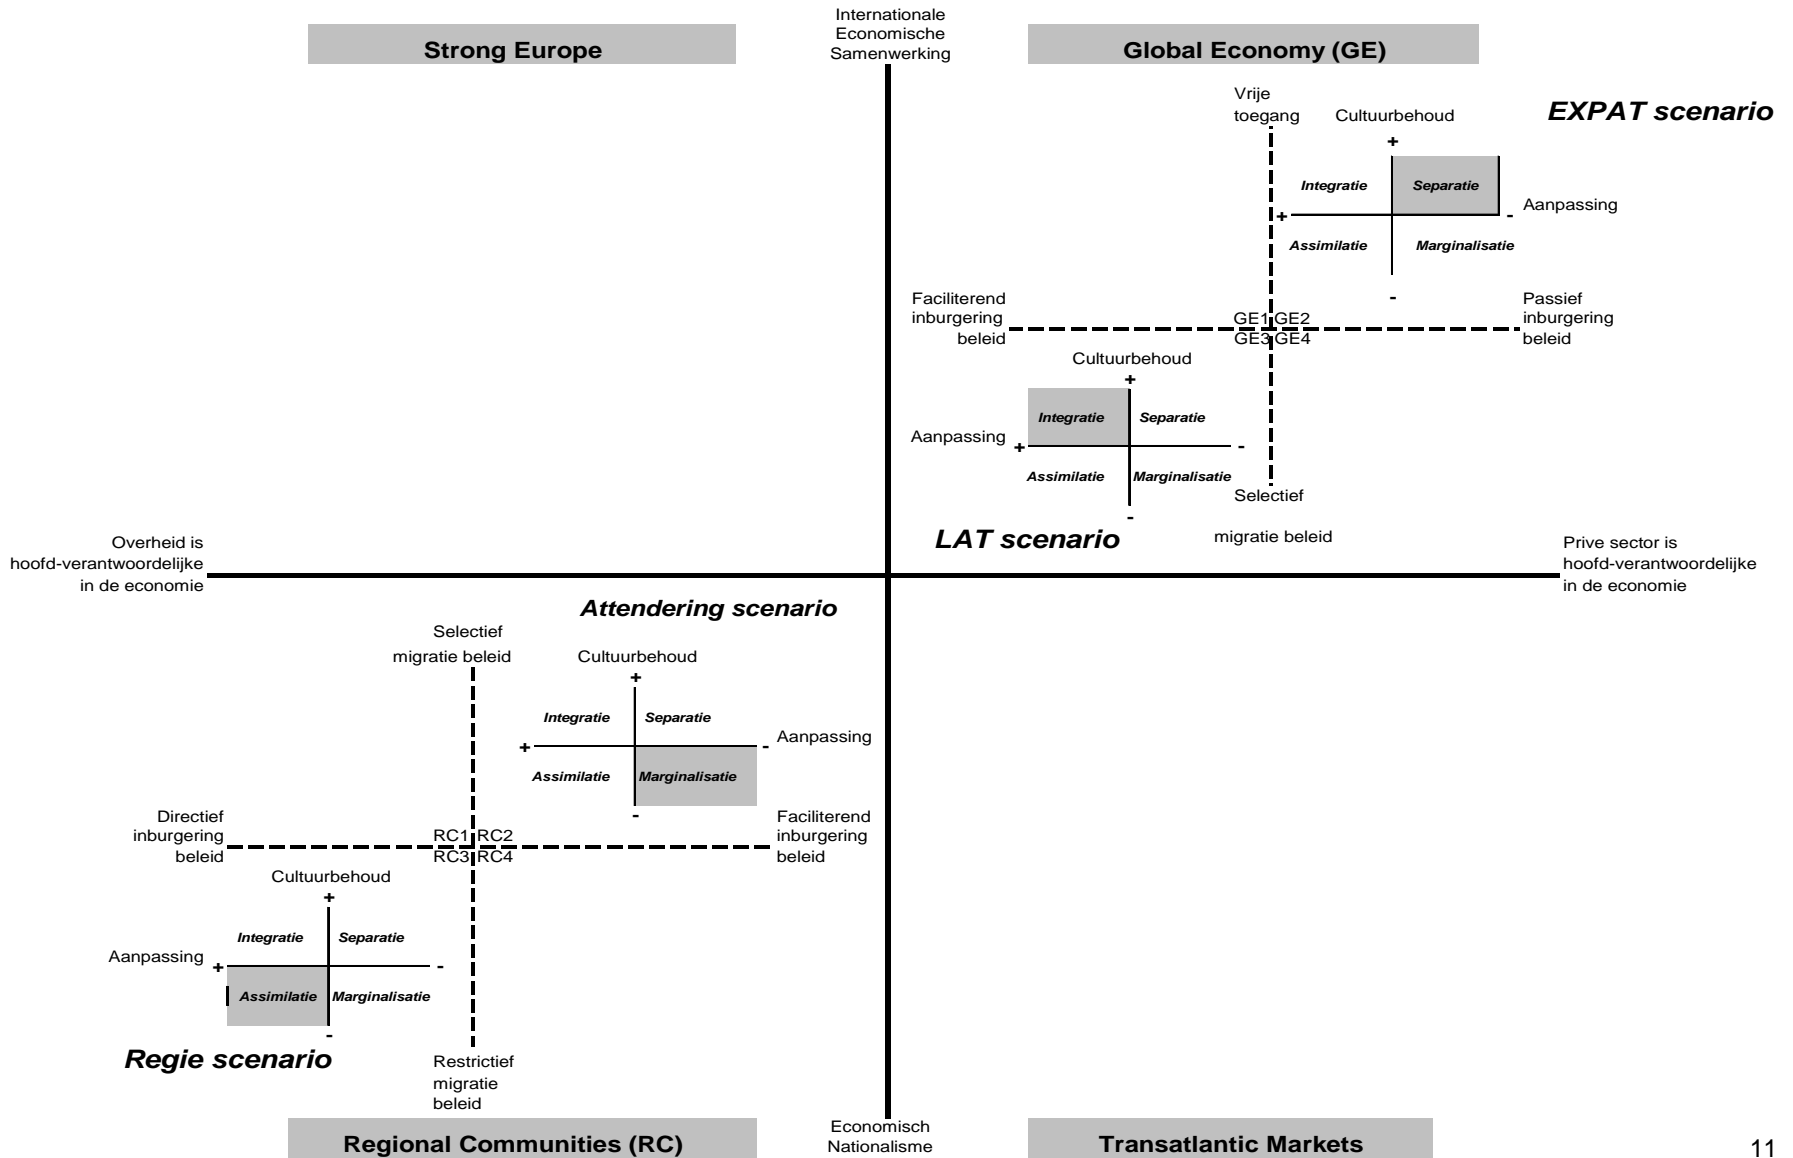 Internationale
Economische
Samenwerking
Strong Europe
Global Economy (GE)
Vrije
toegang
Cultuurbehoud
EXPAT scenario
+
Integratie
Separatie
+
-
Aanpassing
Assimilatie
Marginalisatie
-
Faciliterend
inburgering
beleid
GE1
GE2
GE3
GE4
Passief
inburgering
beleid
Cultuurbehoud
+
Integratie
Separatie
Aanpassing
+
-
Assimilatie
Marginalisatie
-
Selectief
migratie beleid
LAT scenario
Overheid is
hoofd-verantwoordelijke
in de economie
Prive sector is
hoofd-verantwoordelijke
in de economie
Attendering scenario
Selectief
migratie beleid
Cultuurbehoud
+
Integratie
Separatie
+
-
Aanpassing
Assimilatie
Marginalisatie
-
Directief
inburgering
beleid
RC1
RC2
RC3
RC4
Faciliterend
inburgering
beleid
Cultuurbehoud
+
Integratie
Separatie
Aanpassing
+
-
Assimilatie
Marginalisatie
-
Regie scenario
Restrictief
migratie
beleid
Regional Communities (RC)
Economisch
Nationalisme
Transatlantic Markets
11